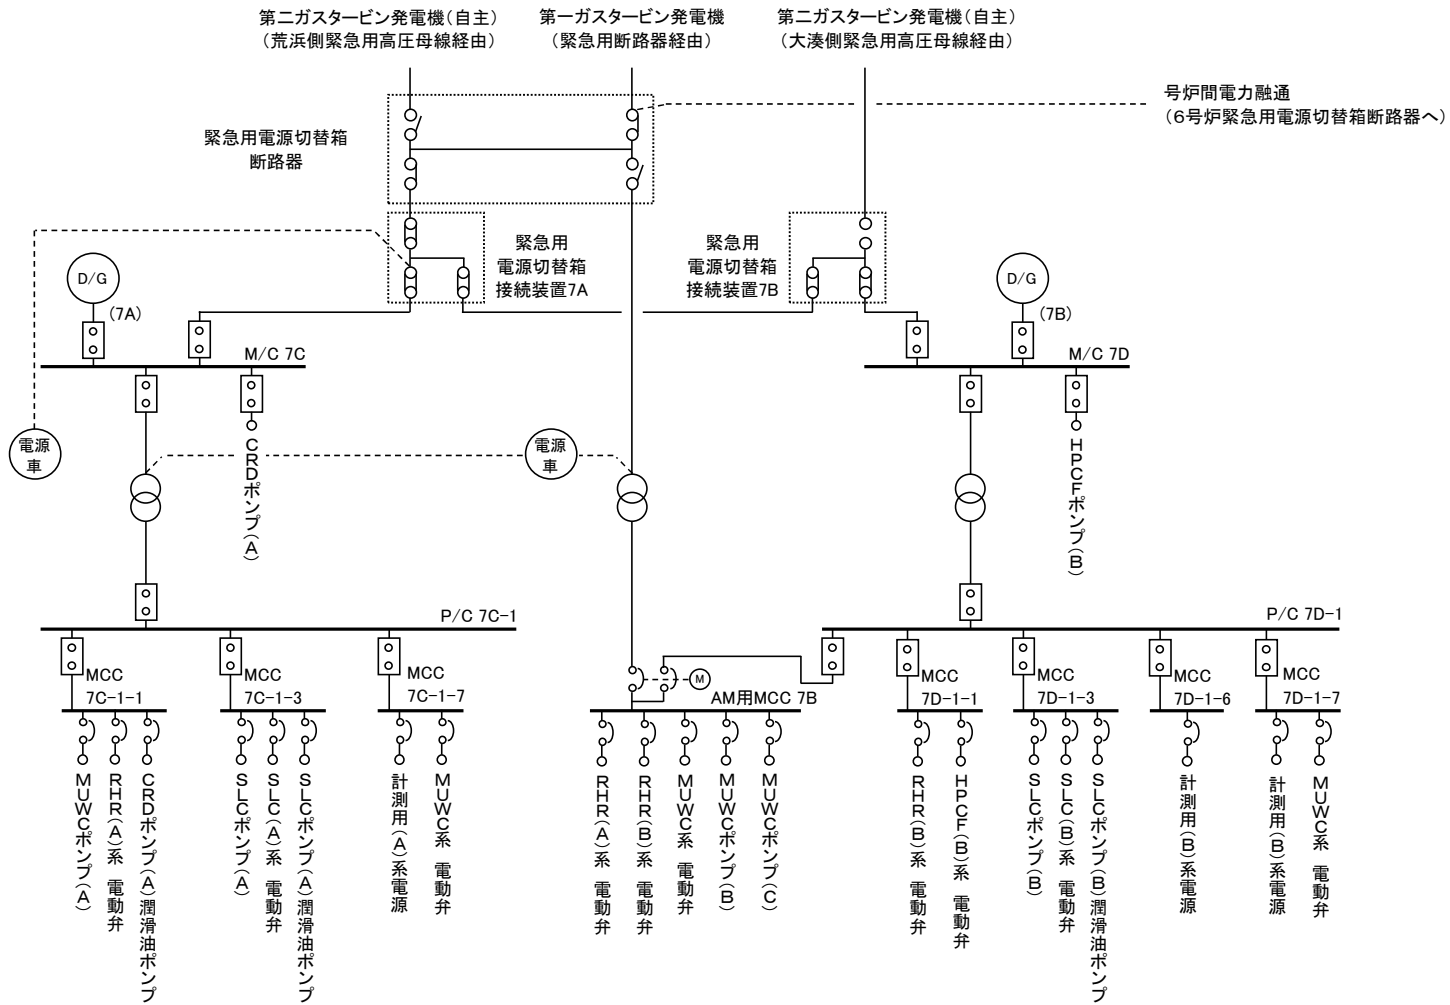 第二ガスタービン発電機(自主)
(荒浜側緊急用高圧母線経由)
第一ガスタービン発電機
(緊急用断路器経由)
第二ガスタービン発電機(自主)
(大湊側緊急用高圧母線経由)
号炉間電力融通
(6号炉緊急用電源切替箱断路器へ)
緊急用電源切替箱
断路器
緊急用
電源切替箱
接続装置7A
緊急用
電源切替箱
接続装置7B
D/G
(7A)
D/G
(7B)
M/C 7C
M/C 7D
電源
車
電源
車
CRDポンプ(A)
HPCFポンプ(B)
P/C 7C-1
P/C 7D-1
MCC
7C-1-1
MCC
7C-1-3
MCC
7C-1-7
M
AM用MCC 7B
MCC
7D-1-1
MCC
7D-1-3
MCC
7D-1-6
MCC
7D-1-7
MUWCポンプ(A)
RHR(A)系 電動弁
CRDポンプ(A)潤滑油ポンプ
SLCポンプ(A)
SLC(A)系 電動弁
SLCポンプ(A)潤滑油ポンプ
計測用(A)系電源
MUWC系 電動弁
RHR(A)系 電動弁
RHR(B)系 電動弁
MUWC系 電動弁
MUWCポンプ(B)
MUWCポンプ(C)
RHR(B)系 電動弁
HPCF(B)系 電動弁
SLCポンプ(B)
SLC(B)系 電動弁
SLCポンプ(B)潤滑油ポンプ
計測用(B)系電源
計測用(B)系電源
MUWC系 電動弁